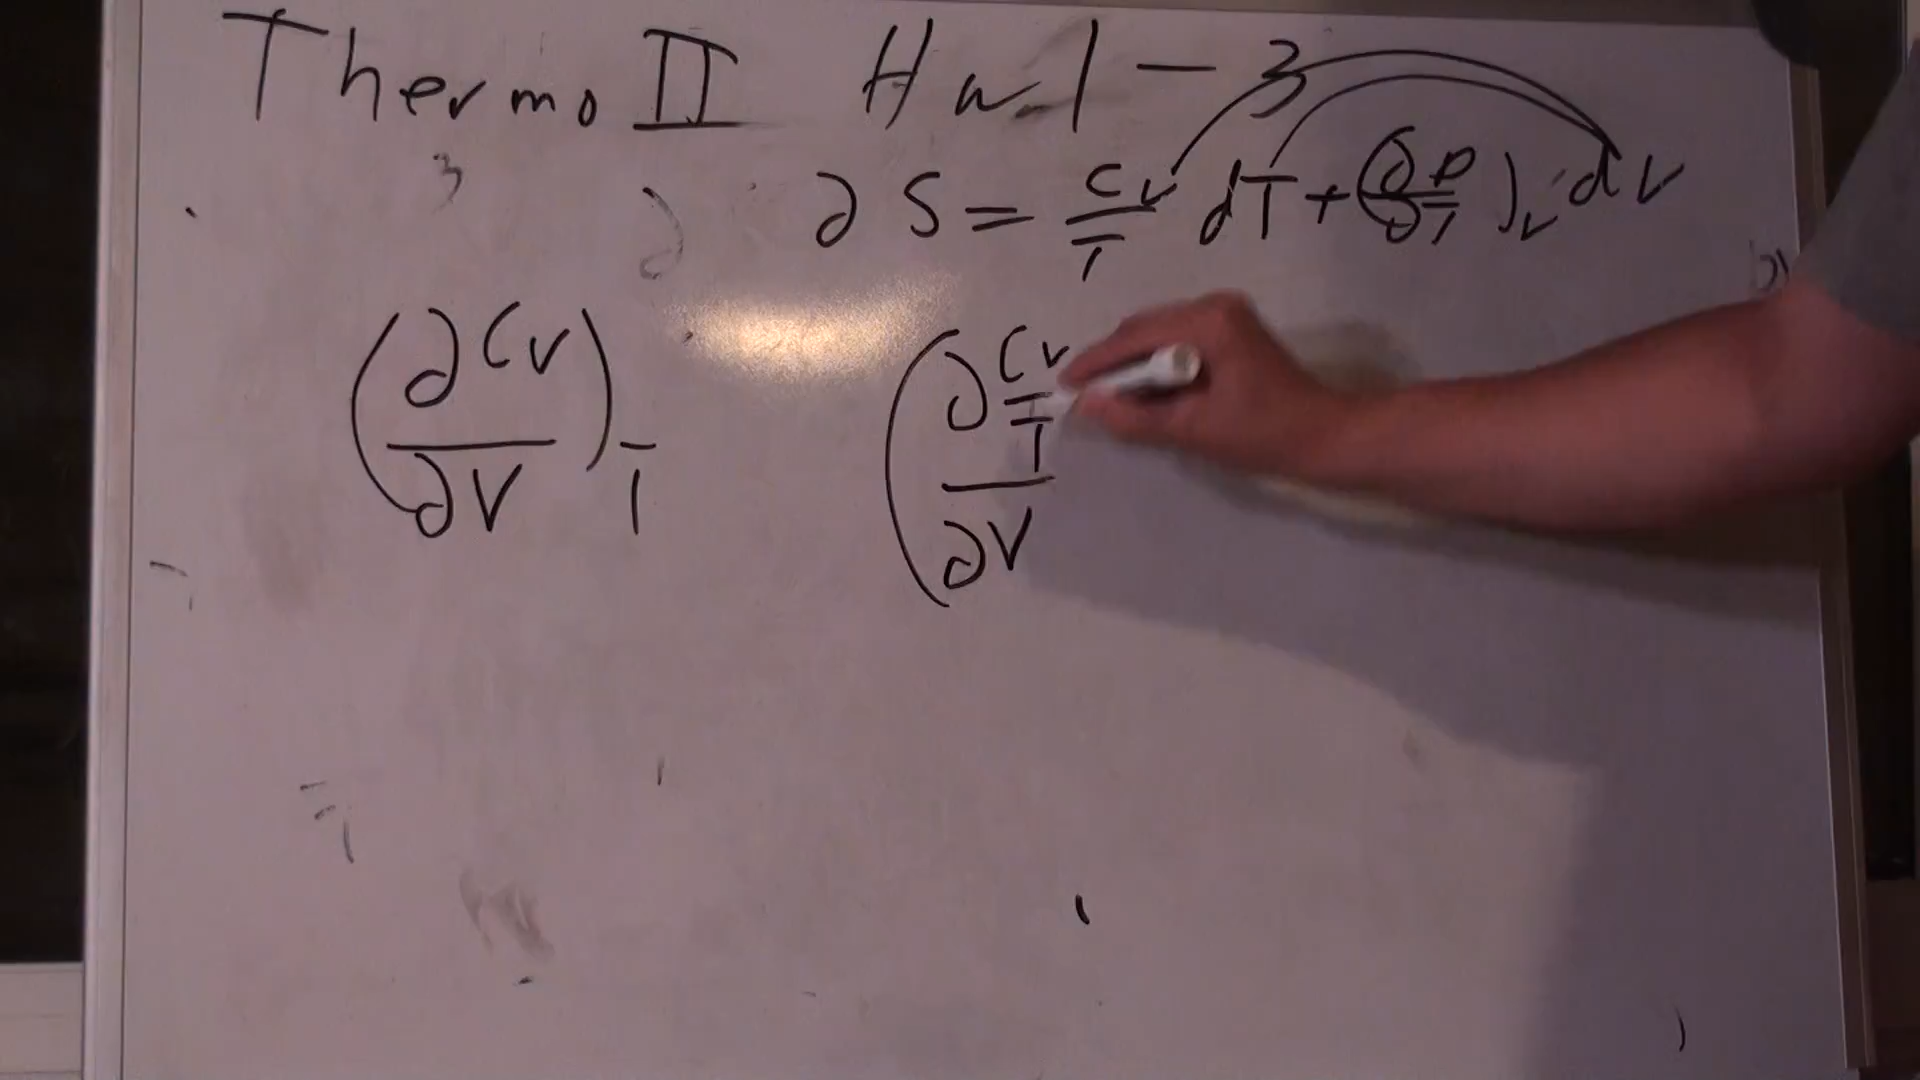 Thermo II Hw 1 - 3
∂S = Cv/T dT + (∂P/∂T)v dV
(∂Cv/∂V)T (∂ Cv/T / ∂V